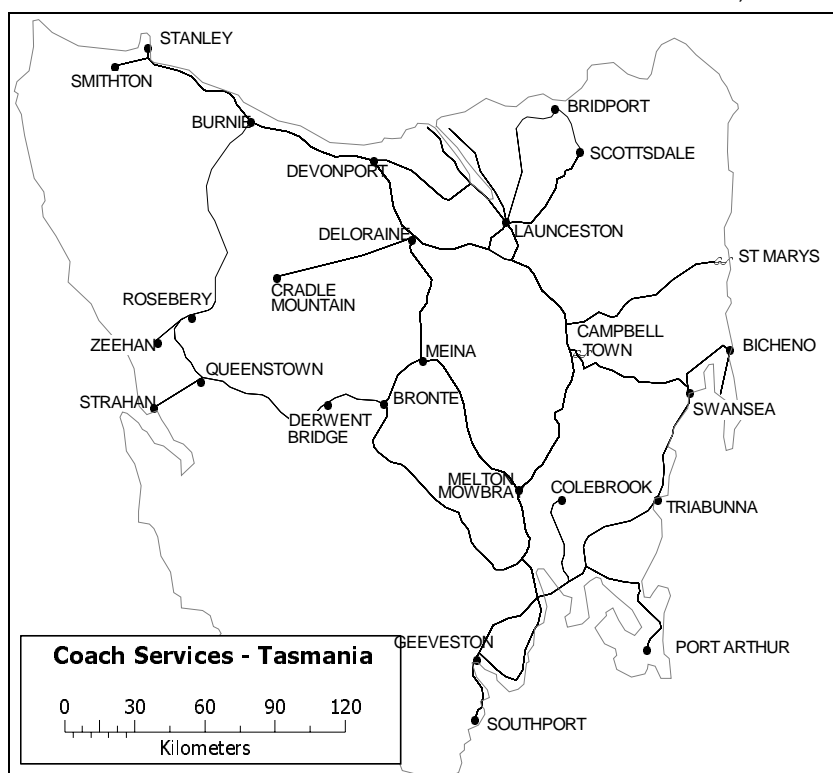 STANLEY
SMITHTON
BRIDPORT
BURNIE
SCOTTSDALE
DEVONPORT
LAUNCESTON
DELORAINE
ST MARYS
CRADLE
MOUNTAIN
ROSEBERY
CAMPBELL
TOWN
ZEEHAN
BICHENO
MEINA
QUEENSTOWN
STRAHAN
BRONTE
SWANSEA
DERWENT
BRIDGE
MELTON
MOWBRA
COLEBROOK
TRIABUNNA
GEEVESTON
PORT ARTHUR
SOUTHPORT
Coach Services - Tasmania
0 30 60 90 120
Kilometers